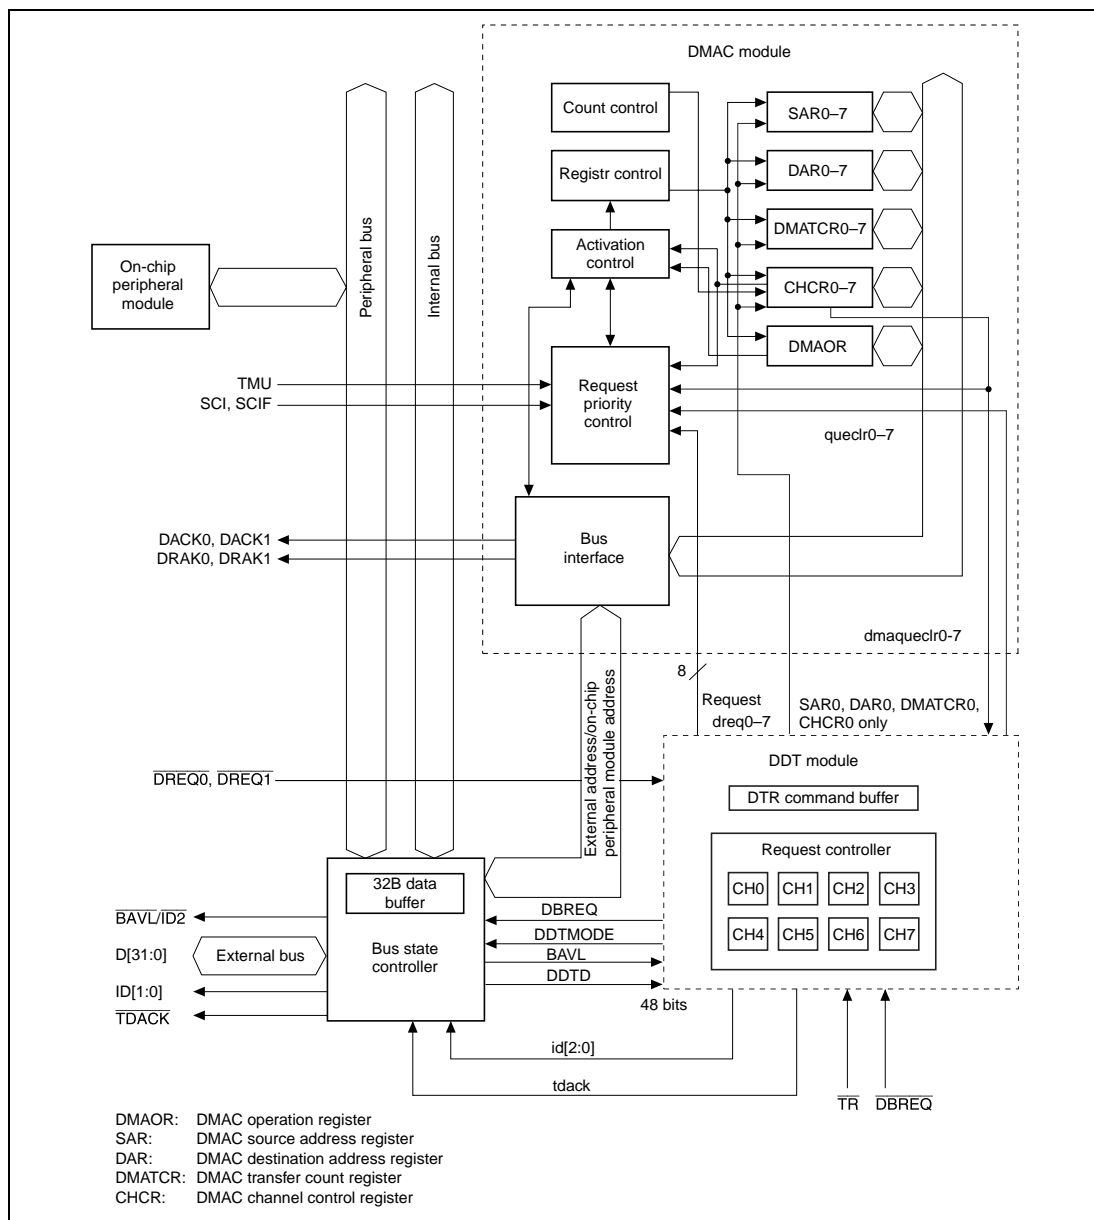 DMAC module
Count control
SAR0–7
Registr control
DAR0–7
DMATCR0–7
Activation
control
On-chip
peripheral
module
Peripheral bus
Internal bus
CHCR0–7
DMAOR
TMU
SCI, SCIF
Request
priority
control
queclr0–7
DACK0, DACK1
DRAK0, DRAK1
Bus
interface
dmaqueclr0-7
8
External address/on-chip
peripheral module address
Request
dreq0–7
SAR0, DAR0, DMATCR0,
CHCR0 only
DDT module
DREQ0, DREQ1
DTR command buffer
Request controller
CH0 CH1 CH2 CH3
CH4 CH5 CH6 CH7
32B data
buffer
Bus state
controller
BAVL/ID2
D[31:0]
External bus
ID[1:0]
TDACK
DBREQ
DDTMODE
BAVL
DDTD
48 bits
id[2:0]
tdack
TR
DBREQ
DMAOR: DMAC operation register
SAR: DMAC source address register
DAR: DMAC destination address register
DMATCR: DMAC transfer count register
CHCR: DMAC channel control register